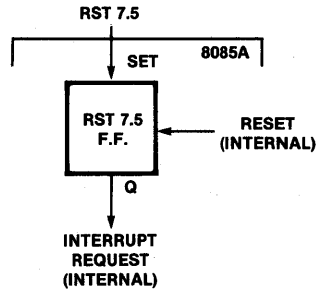 RST 7.5
8085A
SET
RST 7.5
F.F.
RESET
(INTERNAL)
Q
INTERRUPT
REQUEST
(INTERNAL)